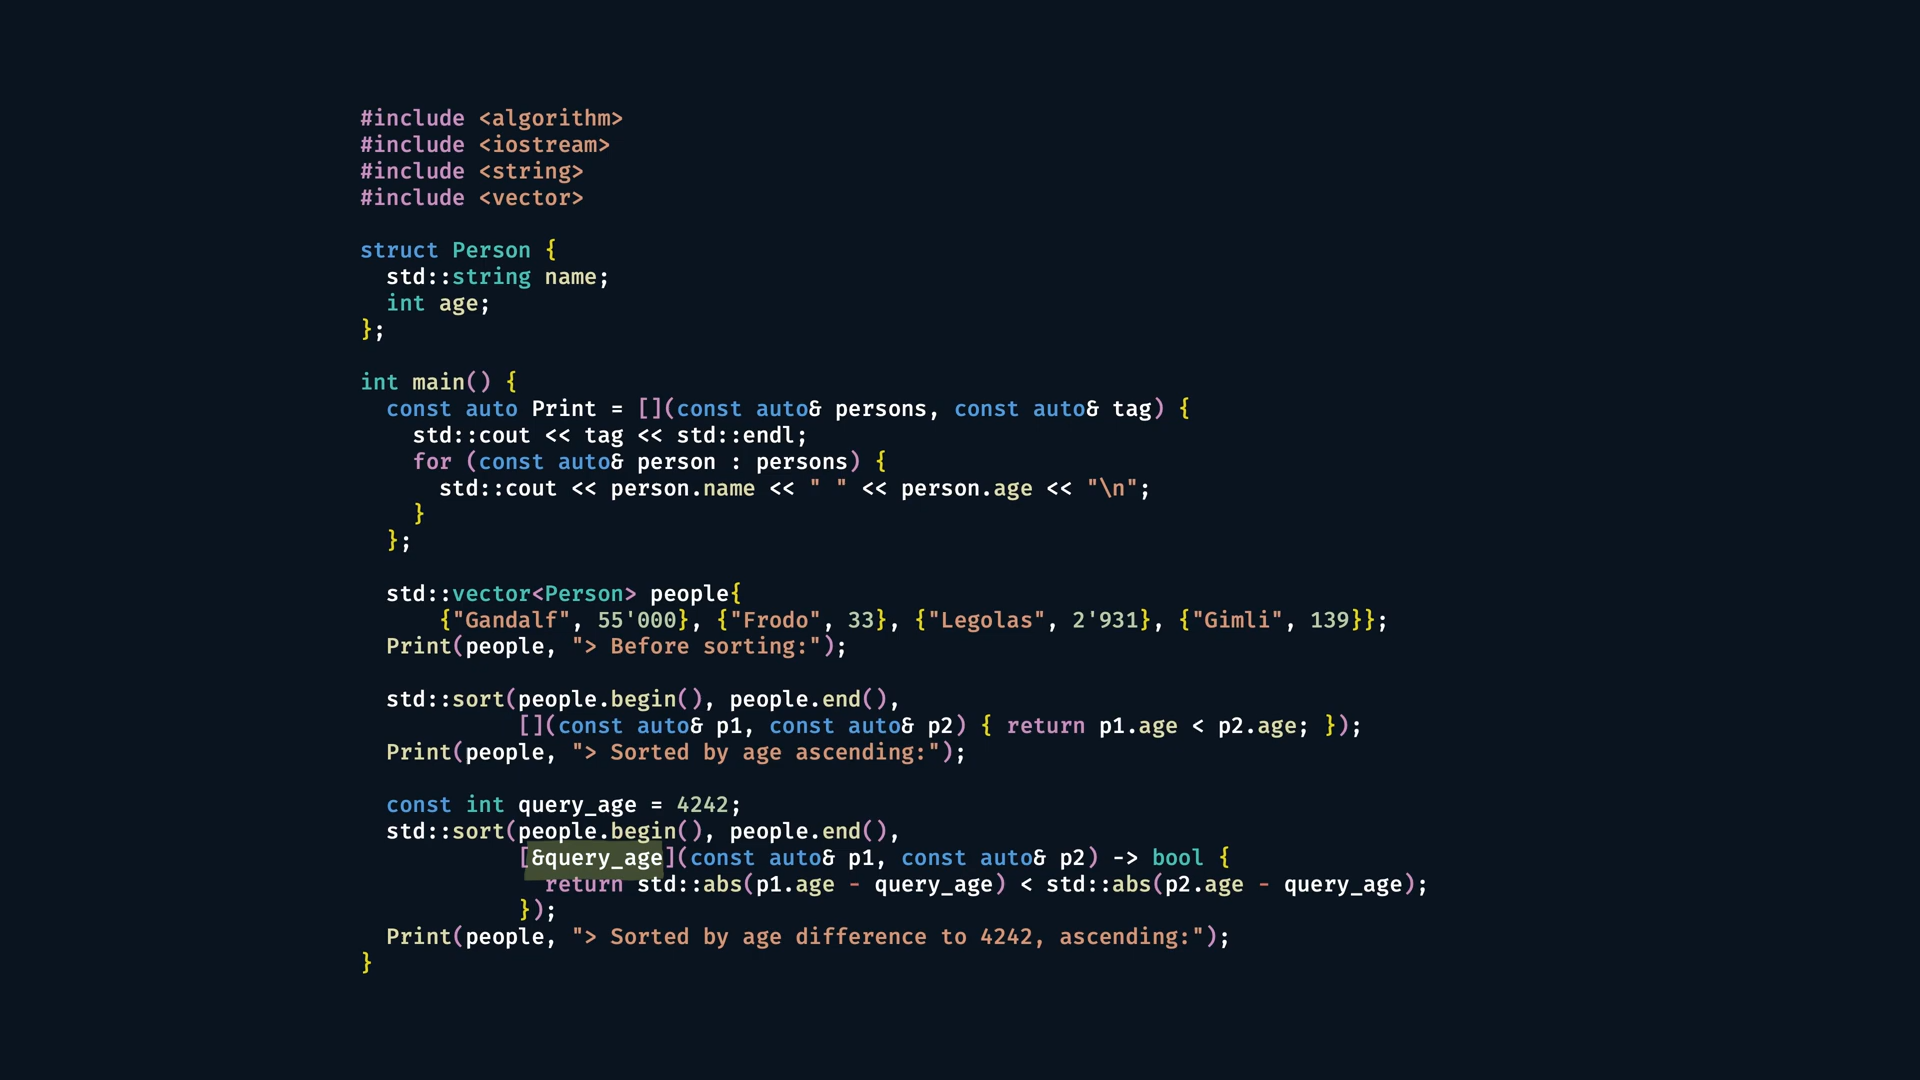 #include <algorithm>
#include <iostream>
#include <string>
#include <vector>

struct Person {
  std::string name;
  int age;
};

int main() {
  const auto Print = [](const auto& persons, const auto& tag) {
    std::cout << tag << std::endl;
    for (const auto& person : persons) {
      std::cout << person.name << " " << person.age << "\n";
    }
  };

  std::vector<Person> people{
      {"Gandalf", 55'000}, {"Frodo", 33}, {"Legolas", 2'931}, {"Gimli", 139}};
  Print(people, "> Before sorting:");

  std::sort(people.begin(), people.end(),
            [](const auto& p1, const auto& p2) { return p1.age < p2.age; });
  Print(people, "> Sorted by age ascending:");

  const int query_age = 4242;
  std::sort(people.begin(), people.end(),
            [&query_age](const auto& p1, const auto& p2) -> bool {
              return std::abs(p1.age - query_age) < std::abs(p2.age - query_age);
            });
  Print(people, "> Sorted by age difference to 4242, ascending:");
}